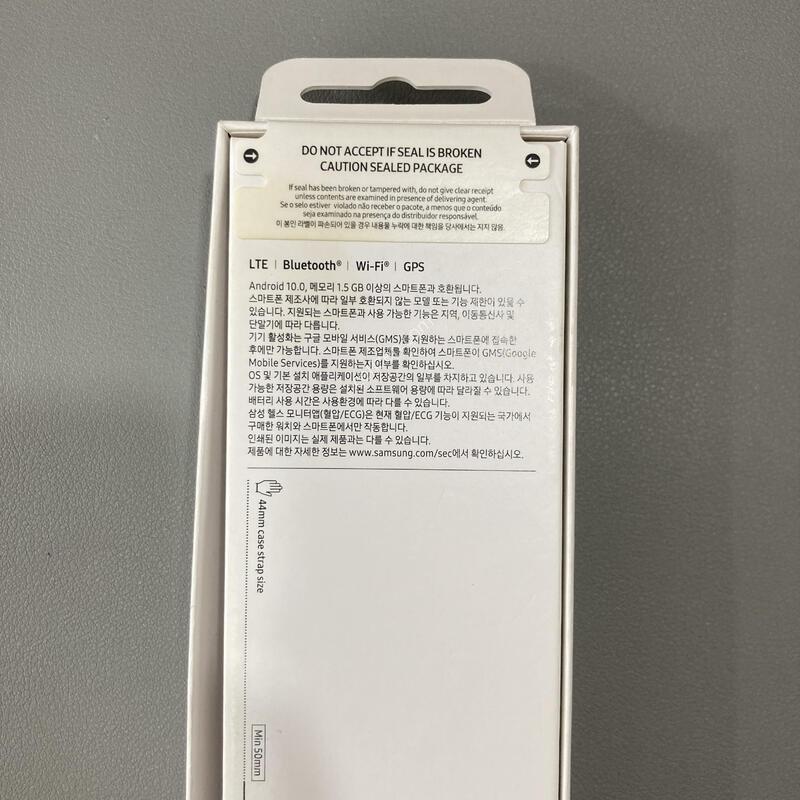 DO NOT ACCEPT IF SEAL IS BROKEN
CAUTION SEALED PACKAGE
If seal has been broken or tampered with, do not give clear receipt
unless contents are examined in presence of delivering agent.
Se o selo estiver violado não receber o pacote, a menos que o conteúdo
seja examinado na presença do distribuidor responsável.
이 봉인 라벨이 파손되어 있을 경우 내용물 누락에 대한 책임을 당사에서는 지지 않음.
LTE | Bluetooth® | Wi-Fi® | GPS
Android 10.0, 메모리 1.5 GB 이상의 스마트폰과 호환됩니다.
스마트폰 제조사에 따라 일부 호환되지 않는 모델 또는 기능 제한이 있을 수
있습니다. 지원되는 스마트폰과 사용 가능한 기능은 지역, 이동통신사 및
단말기에 따라 다릅니다.
기기 활성화는 구글 모바일 서비스(GMS)를 지원하는 스마트폰에 접속한
후에만 가능합니다. 스마트폰 제조업체를 확인하여 스마트폰이 GMS(Google
Mobile Services)를 지원하는지 여부를 확인하십시오.
OS 및 기본 설치 애플리케이션이 저장공간의 일부를 차지하고 있습니다. 사용
가능한 저장공간 용량은 설치된 소프트웨어 용량에 따라 달라질 수 있습니다.
배터리 사용 시간은 사용환경에 따라 다를 수 있습니다.
삼성 헬스 모니터앱(혈압/ECG)은 현재 혈압/ECG 기능이 지원되는 국가에서
구매한 워치와 스마트폰에서만 작동합니다.
인쇄된 이미지는 실제 제품과는 다를 수 있습니다.
제품에 대한 자세한 정보는 www.samsung.com/sec에서 확인하십시오.
44mm case strap size
Min 50mm